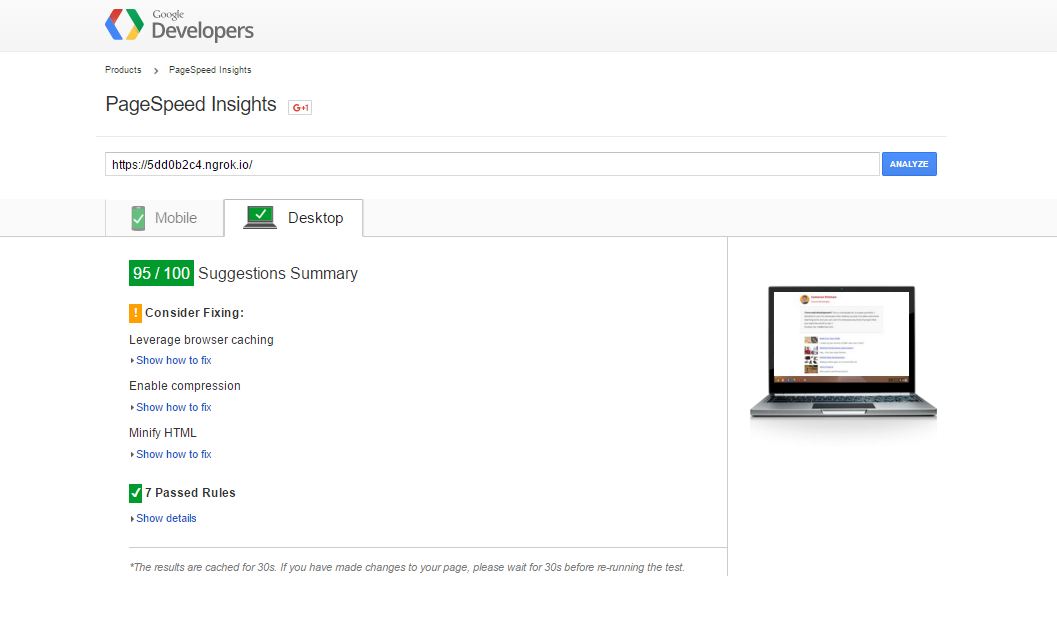 Google
Developers
Products > PageSpeed Insights
PageSpeed Insights G+1
https://5dd0b2c4.ngrok.io/ ANALYZE
Mobile Desktop
95 / 100 Suggestions Summary
! Consider Fixing:
Leverage browser caching
Show how to fix
Enable compression
Show how to fix
Minify HTML
Show how to fix
7 Passed Rules
Show details
*The results are cached for 30s. If you have made changes to your page, please wait for 30s before re-running the test.